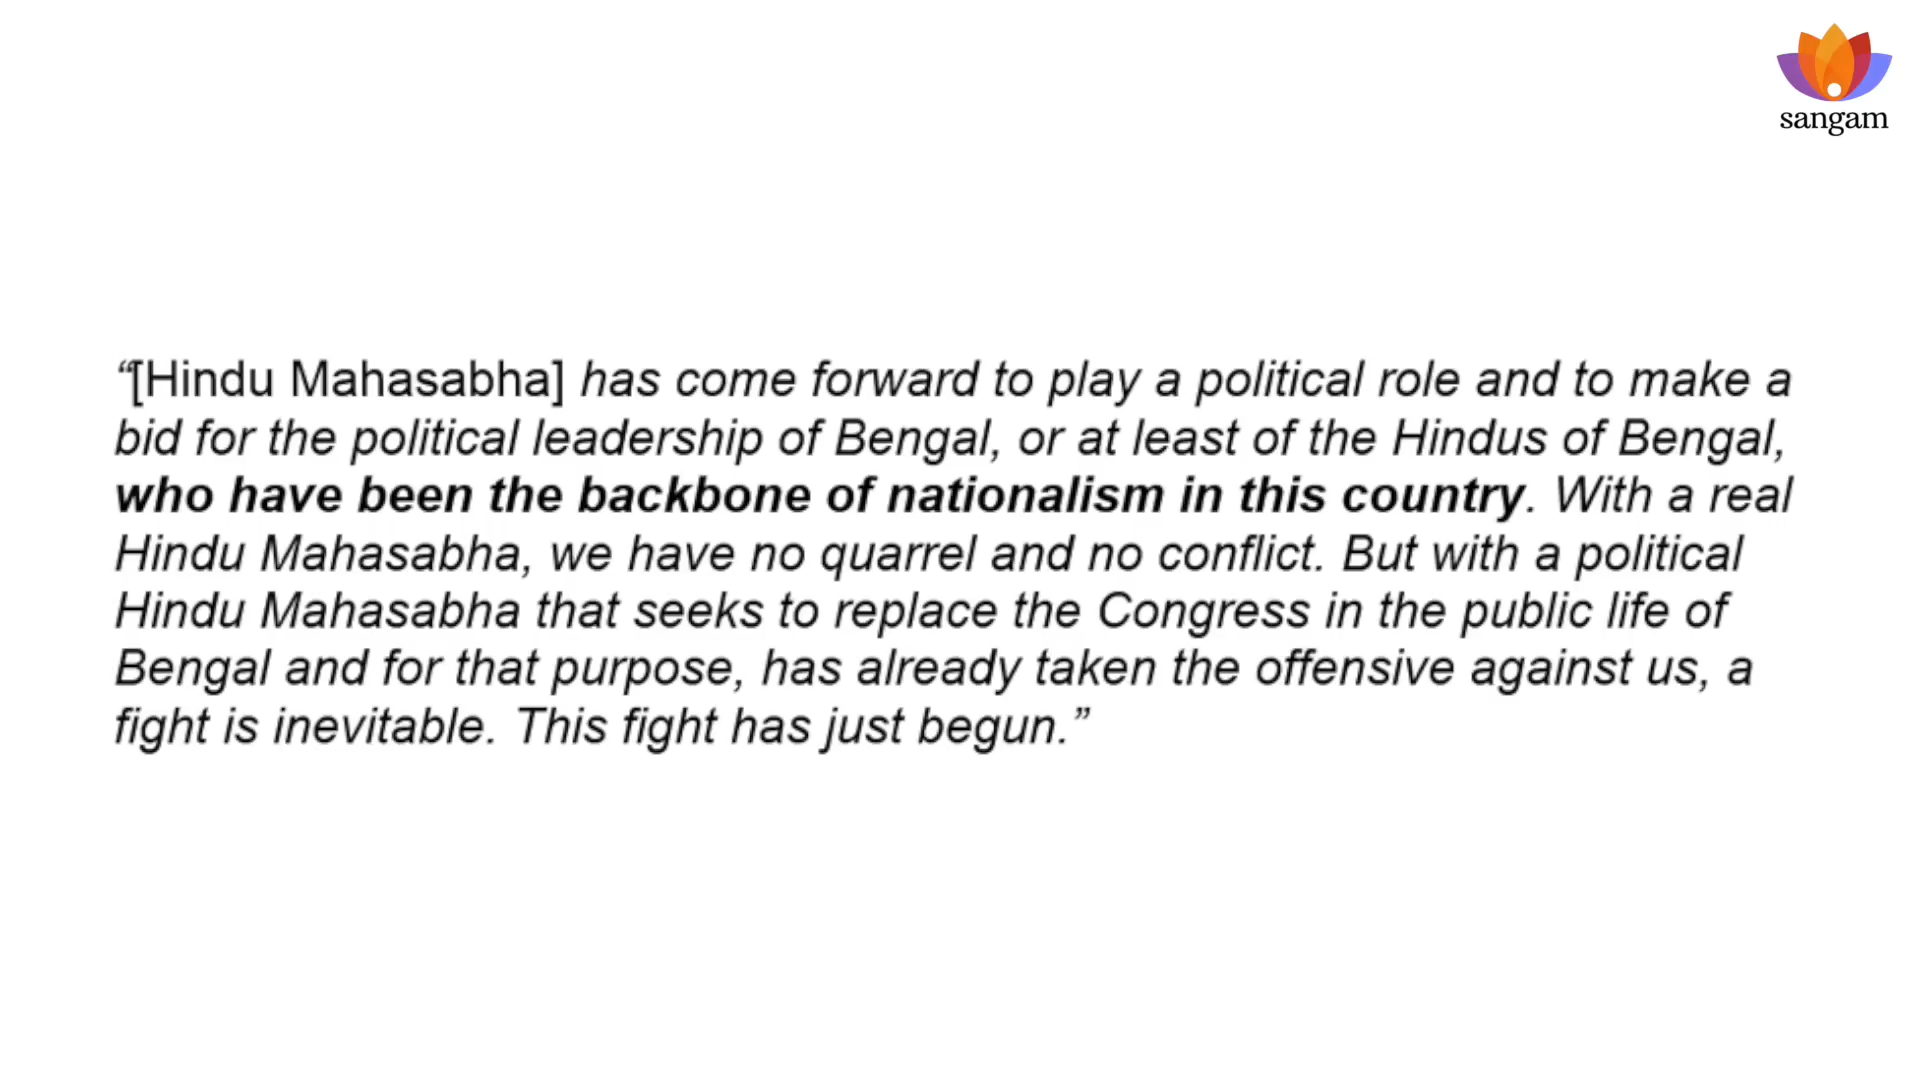 sangam
“[Hindu Mahasabha] has come forward to play a political role and to make a
bid for the political leadership of Bengal, or at least of the Hindus of Bengal,
who have been the backbone of nationalism in this country. With a real
Hindu Mahasabha, we have no quarrel and no conflict. But with a political
Hindu Mahasabha that seeks to replace the Congress in the public life of
Bengal and for that purpose, has already taken the offensive against us, a
fight is inevitable. This fight has just begun.”